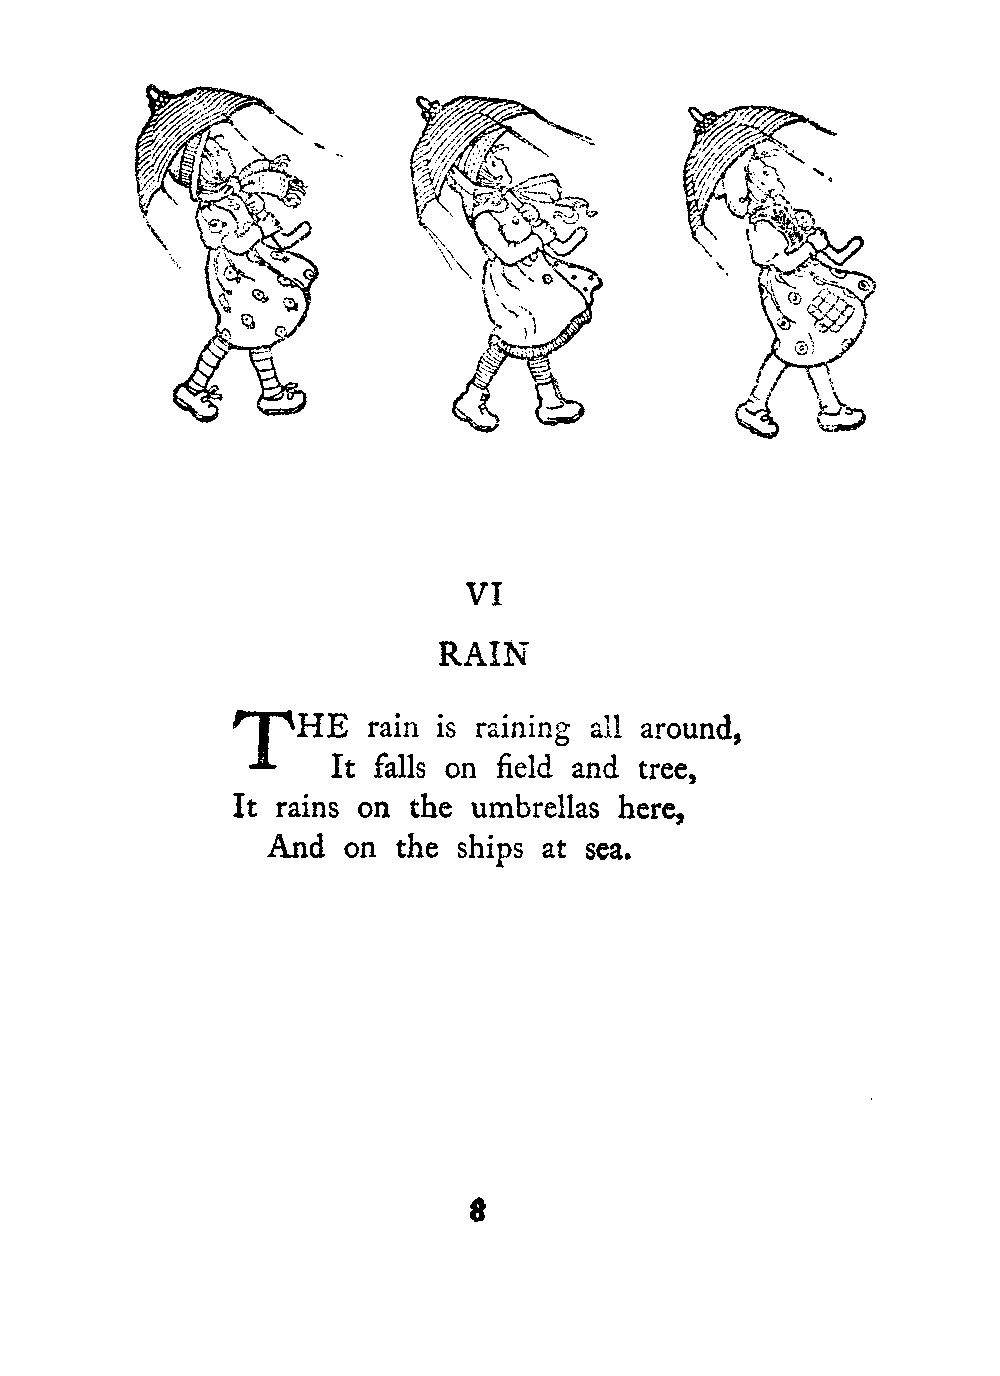 VI
RAIN
THE rain is raining all around,
It falls on field and tree,
It rains on the umbrellas here,
And on the ships at sea.
8